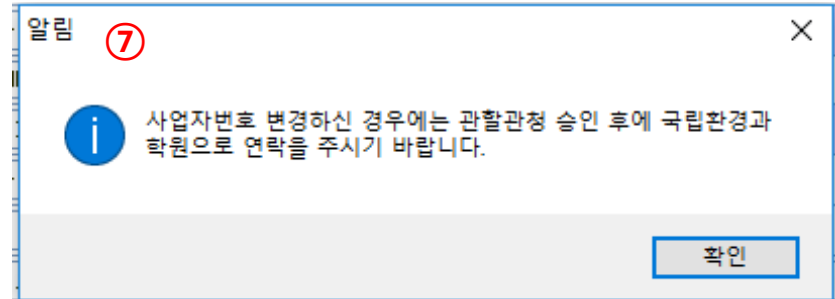 알림
⑦
사업자번호 변경하신 경우에는 관할관청 승인 후에 국립환경과
학원으로 연락을 주시기 바랍니다.
확인